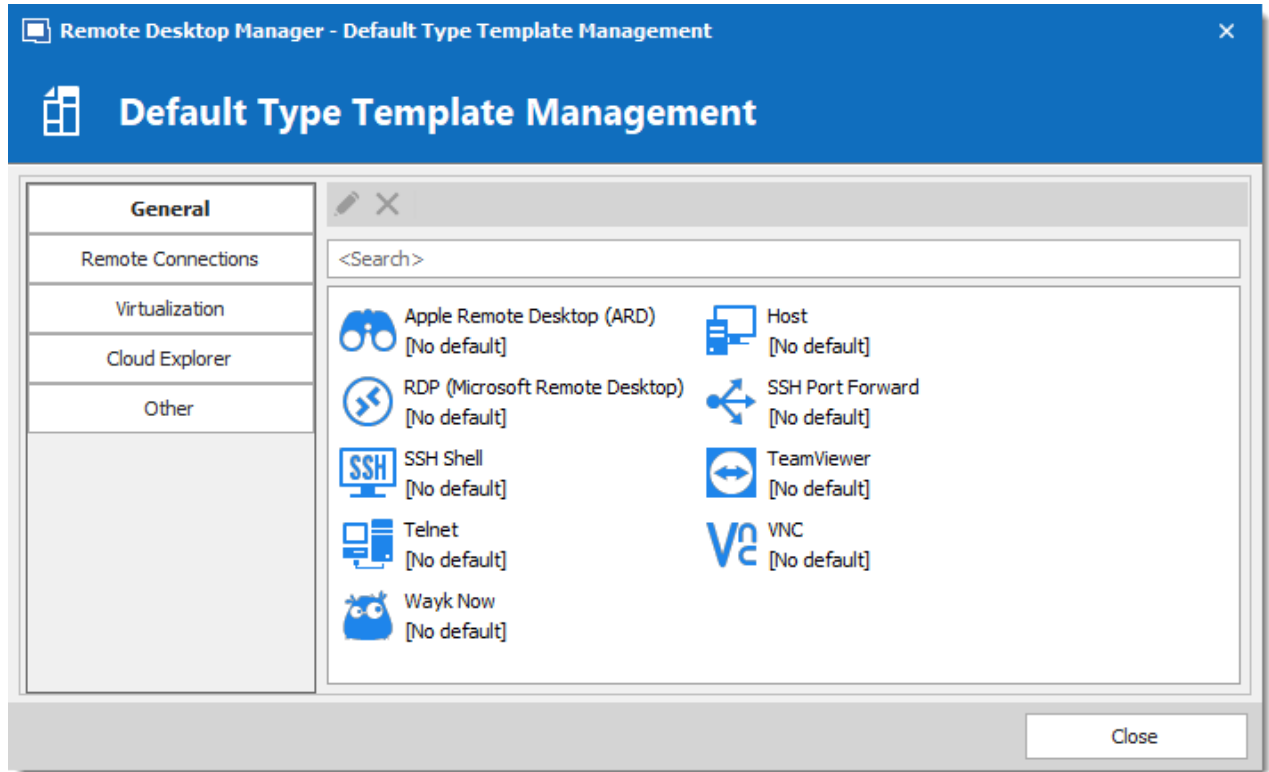 Remote Desktop Manager - Default Type Template Management
Default Type Template Management
General
Remote Connections
Virtualization
Cloud Explorer
Other
<Search>
Apple Remote Desktop (ARD)
[No default]
Host
[No default]
RDP (Microsoft Remote Desktop)
[No default]
SSH Port Forward
[No default]
SSH
SSH Shell
[No default]
TeamViewer
[No default]
Telnet
[No default]
Vnc
VNC
[No default]
Wayk Now
[No default]
Close